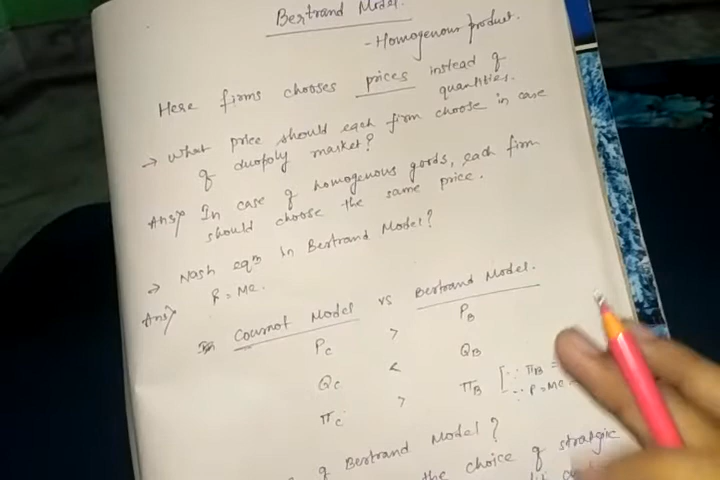 Bertrand Model.
- Homogenous product.
Here firms chooses prices instead of quantities.
→ What price should each firm choose in case
of duopoly market?
Ans> In case of homogenous goods, each firm
should choose the same price.
→ Nash eqm in Bertrand Model?
Ans> P = MC.
Cournot Model vs Bertrand Model.
Pc > PB
Qc < QB
πc > πB [∵ πB =
∵ P = MC
of Bertrand Model?
the choice of strategic